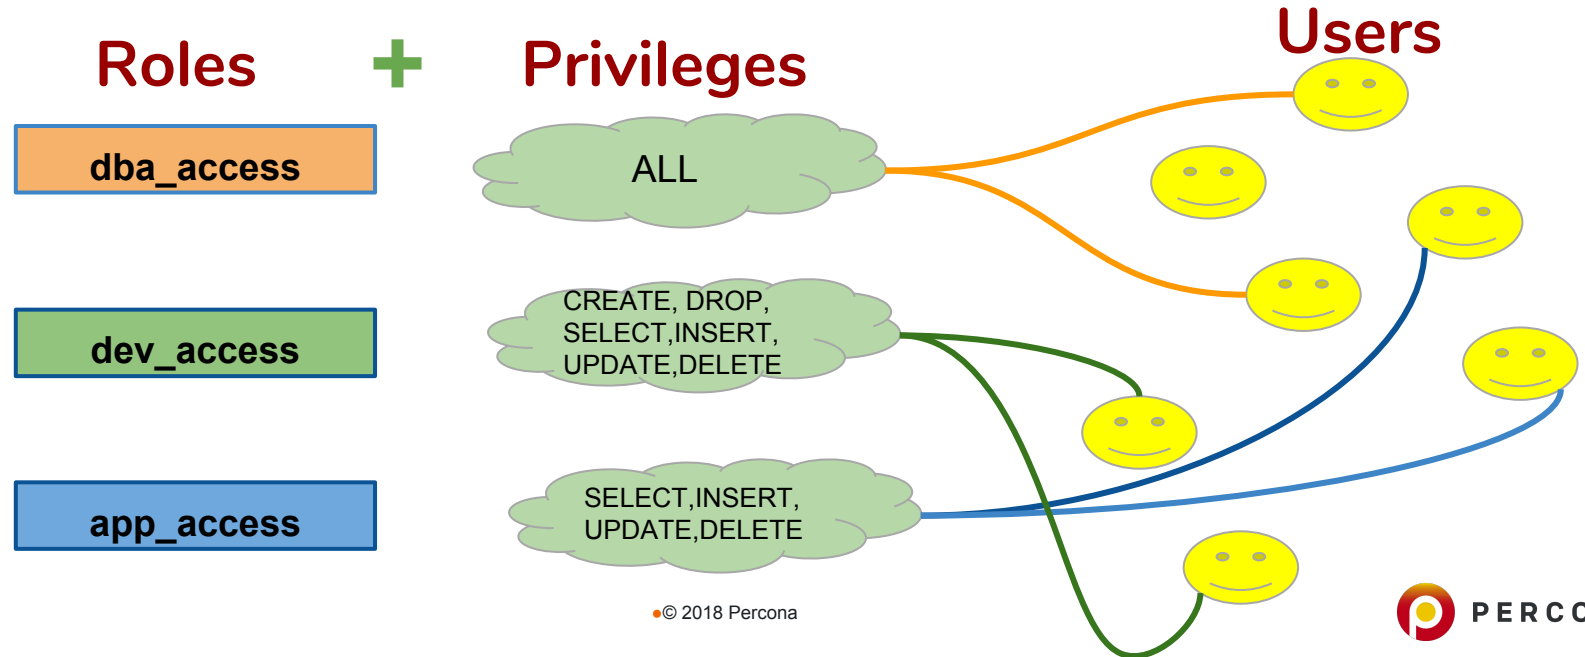 Roles + Privileges
Users
dba_access
ALL
dev_access
CREATE, DROP,
SELECT,INSERT,
UPDATE,DELETE
app_access
SELECT,INSERT,
UPDATE,DELETE
●© 2018 Percona
PERCO